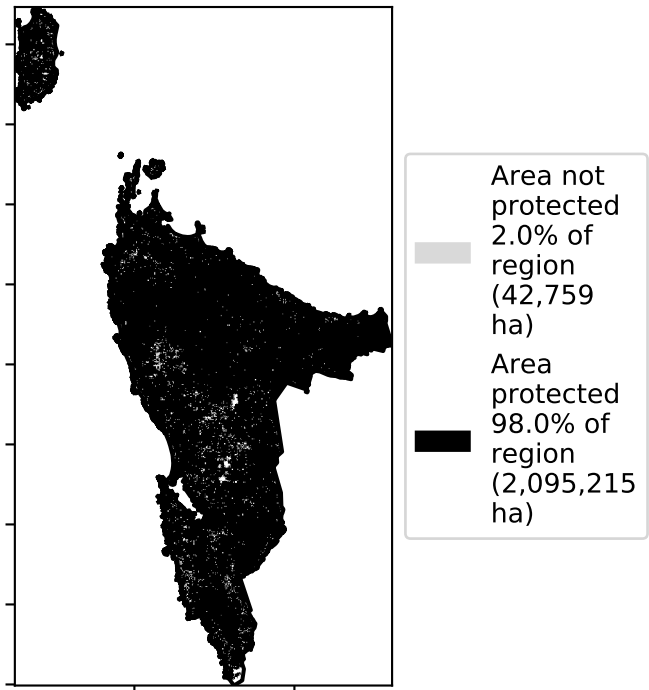 Area not
protected
2.0% of
region
(42,759
ha)
Area
protected
98.0% of
region
(2,095,215
ha)